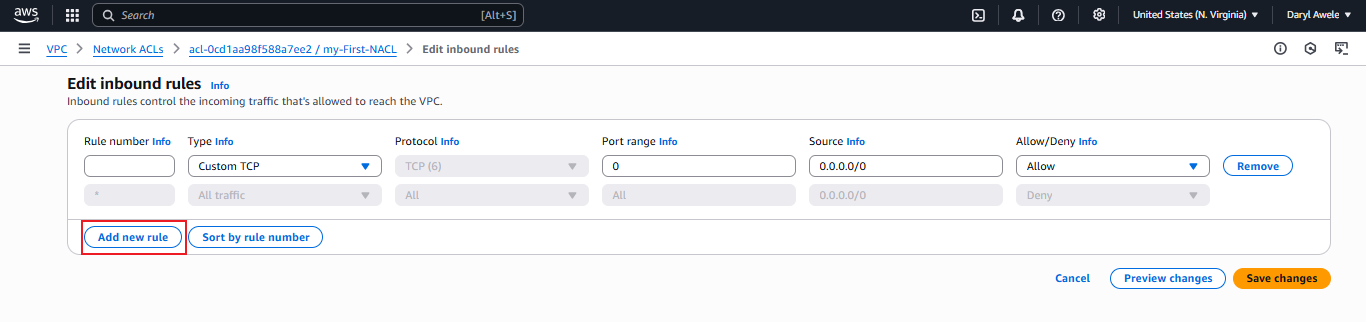 aws Search [Alt+S] United States (N. Virginia) Daryl Awele
VPC > Network ACLs > acl-0cd1aa98f588a7ee2 / my-First-NACL > Edit inbound rules
Edit inbound rules Info
Inbound rules control the incoming traffic that's allowed to reach the VPC.
Rule number Info Type Info Protocol Info Port range Info Source Info Allow/Deny Info
Custom TCP TCP (6) 0 0.0.0.0/0 Allow Remove
* All traffic All All 0.0.0.0/0 Deny
Add new rule Sort by rule number
Cancel Preview changes Save changes